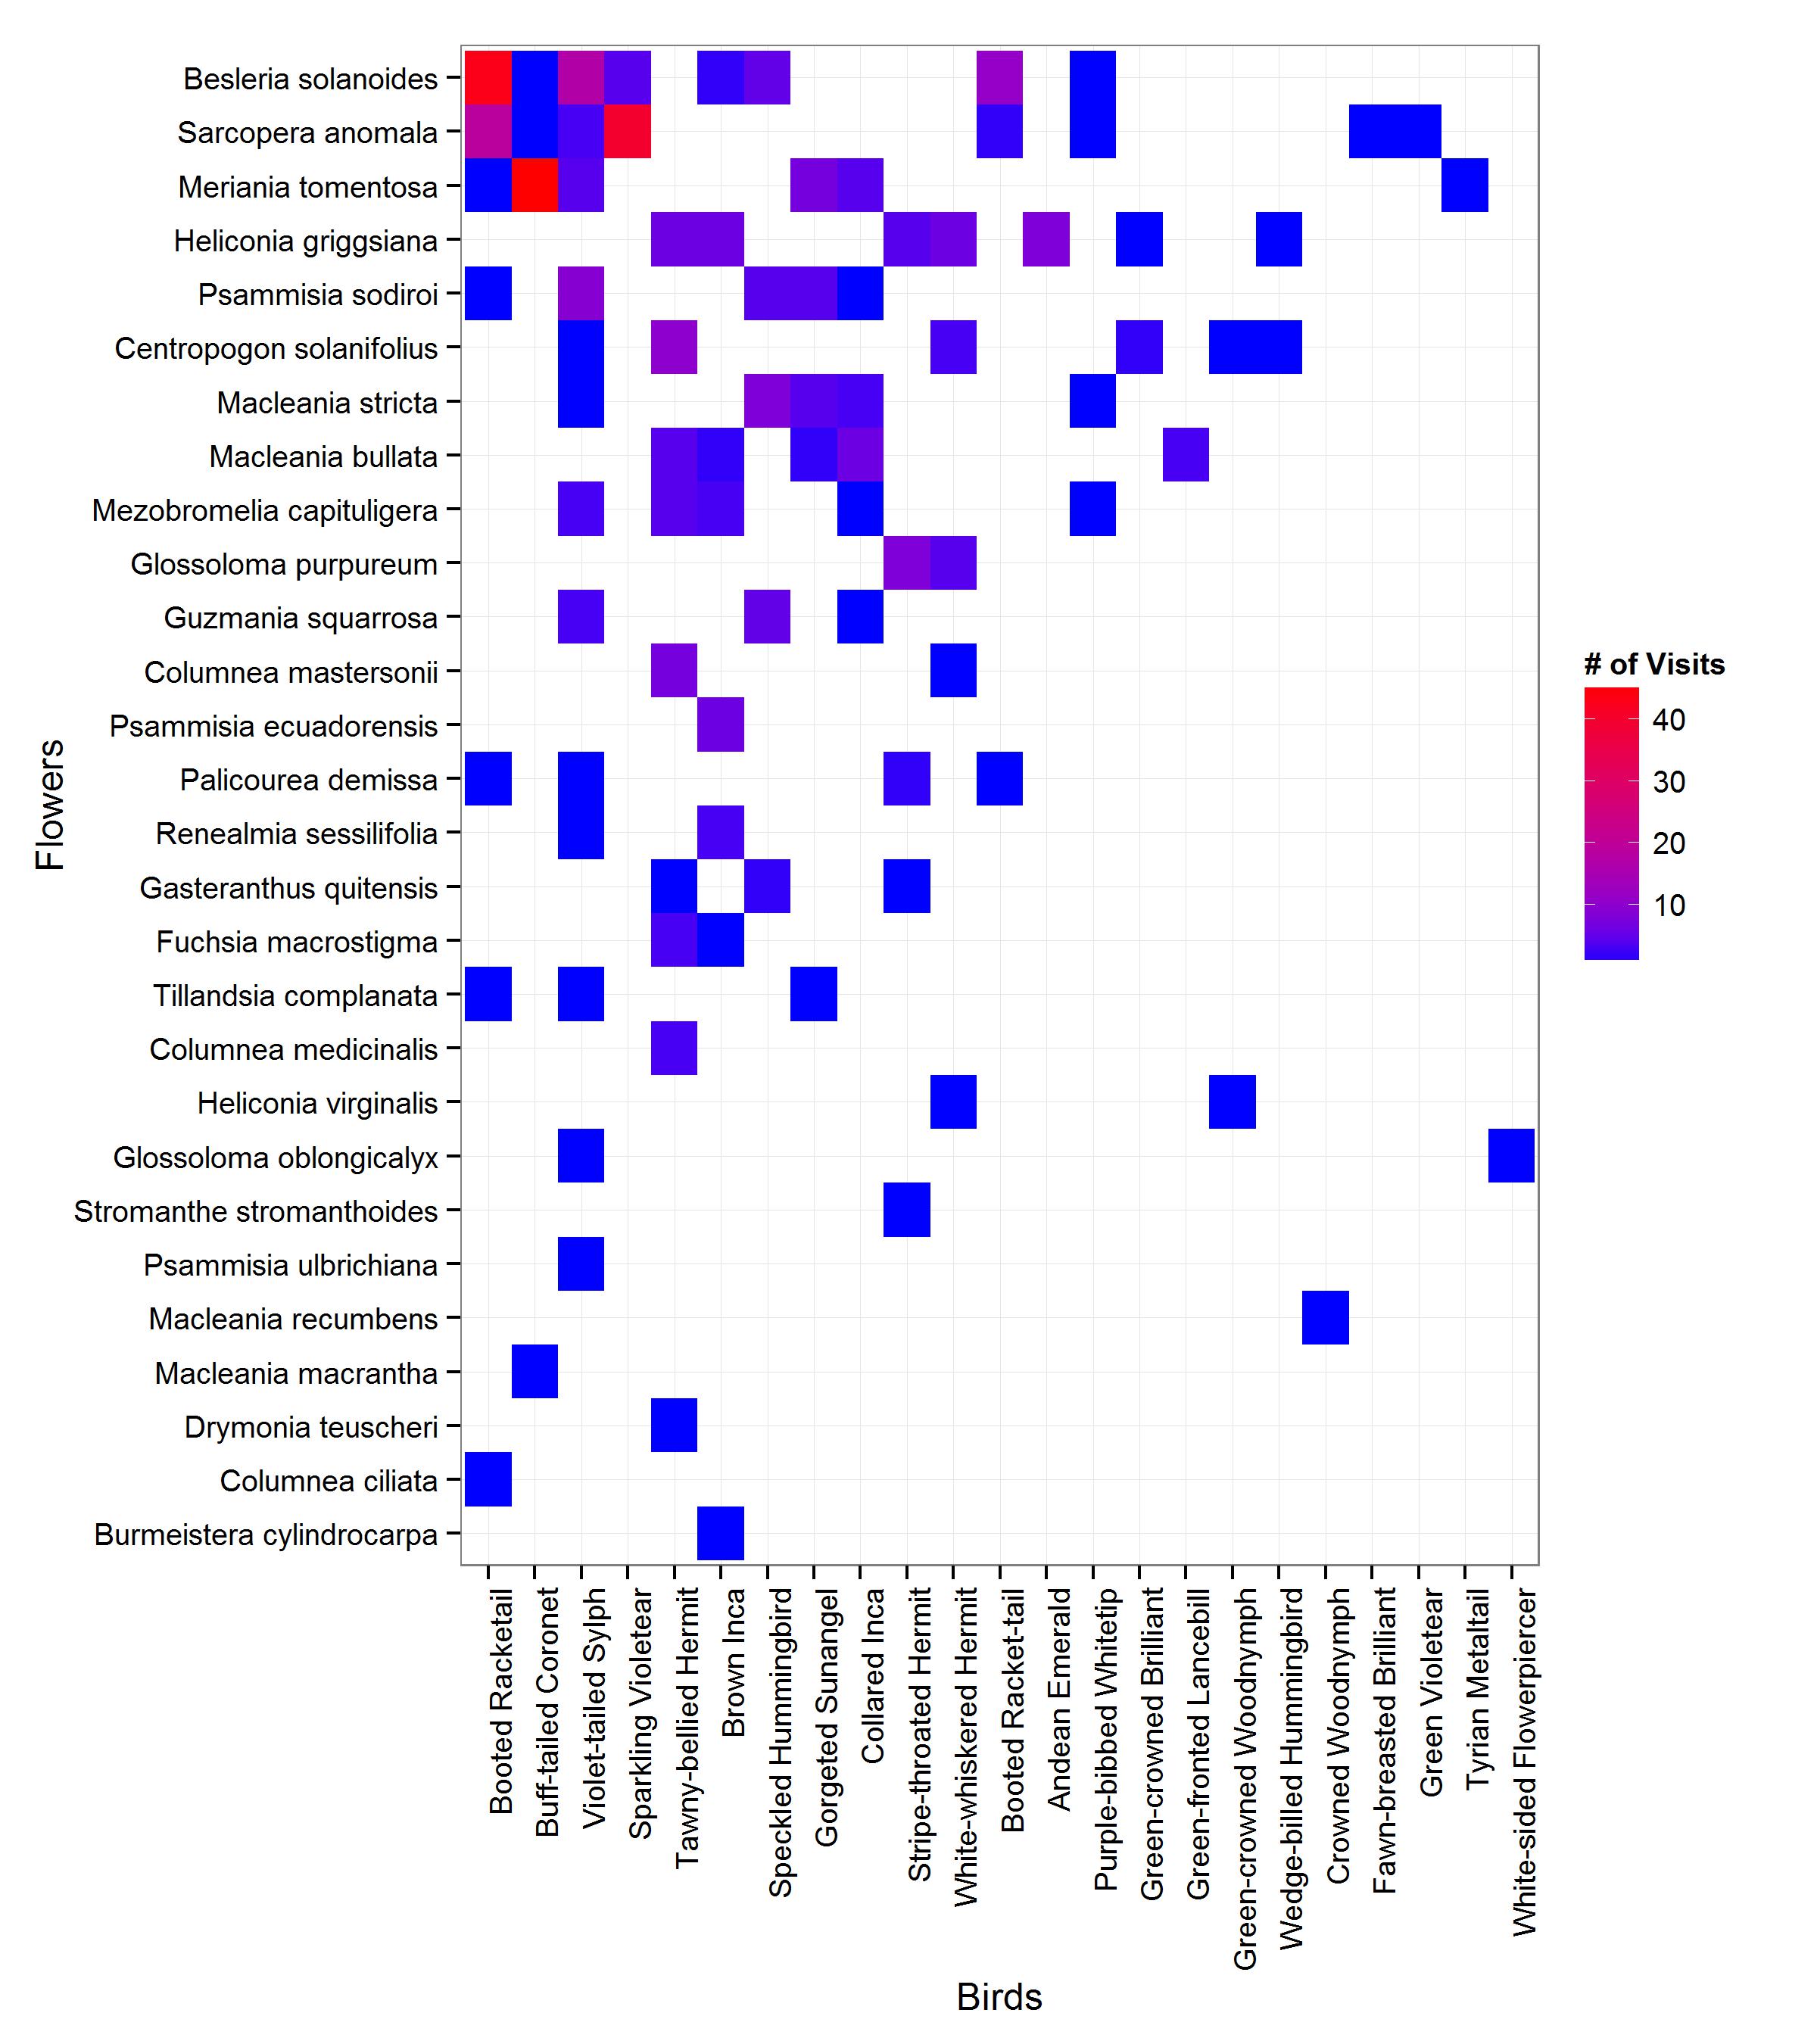 Besleria solanoides
Sarcopera anomala
Meriania tomentosa
Heliconia griggsiana
Psammisia sodiroi
Centropogon solanifolius
Macleania stricta
Macleania bullata
Mezobromelia capituligera
Glossoloma purpureum
Guzmania squarrosa
Columnea mastersonii
Psammisia ecuadorensis
Palicourea demissa
Renealmia sessilifolia
Gasteranthus quitensis
Fuchsia macrostigma
Tillandsia complanata
Columnea medicinalis
Heliconia virginalis
Glossoloma oblongicalyx
Stromanthe stromanthoides
Psammisia ulbrichiana
Macleania recumbens
Macleania macrantha
Drymonia teuscheri
Columnea ciliata
Burmeistera cylindrocarpa
Flowers
# of Visits
40
30
20
10
Booted Racketail
Buff-tailed Coronet
Violet-tailed Sylph
Sparkling Violetear
Tawny-bellied Hermit
Brown Inca
Speckled Hummingbird
Gorgeted Sunangel
Collared Inca
Stripe-throated Hermit
White-whiskered Hermit
Booted Racket-tail
Andean Emerald
Purple-bibbed Whitetip
Green-crowned Brilliant
Green-fronted Lancebill
Green-crowned Woodnymph
Wedge-billed Hummingbird
Crowned Woodnymph
Fawn-breasted Brilliant
Green Violetear
Tyrian Metaltail
White-sided Flowerpiercer
Birds